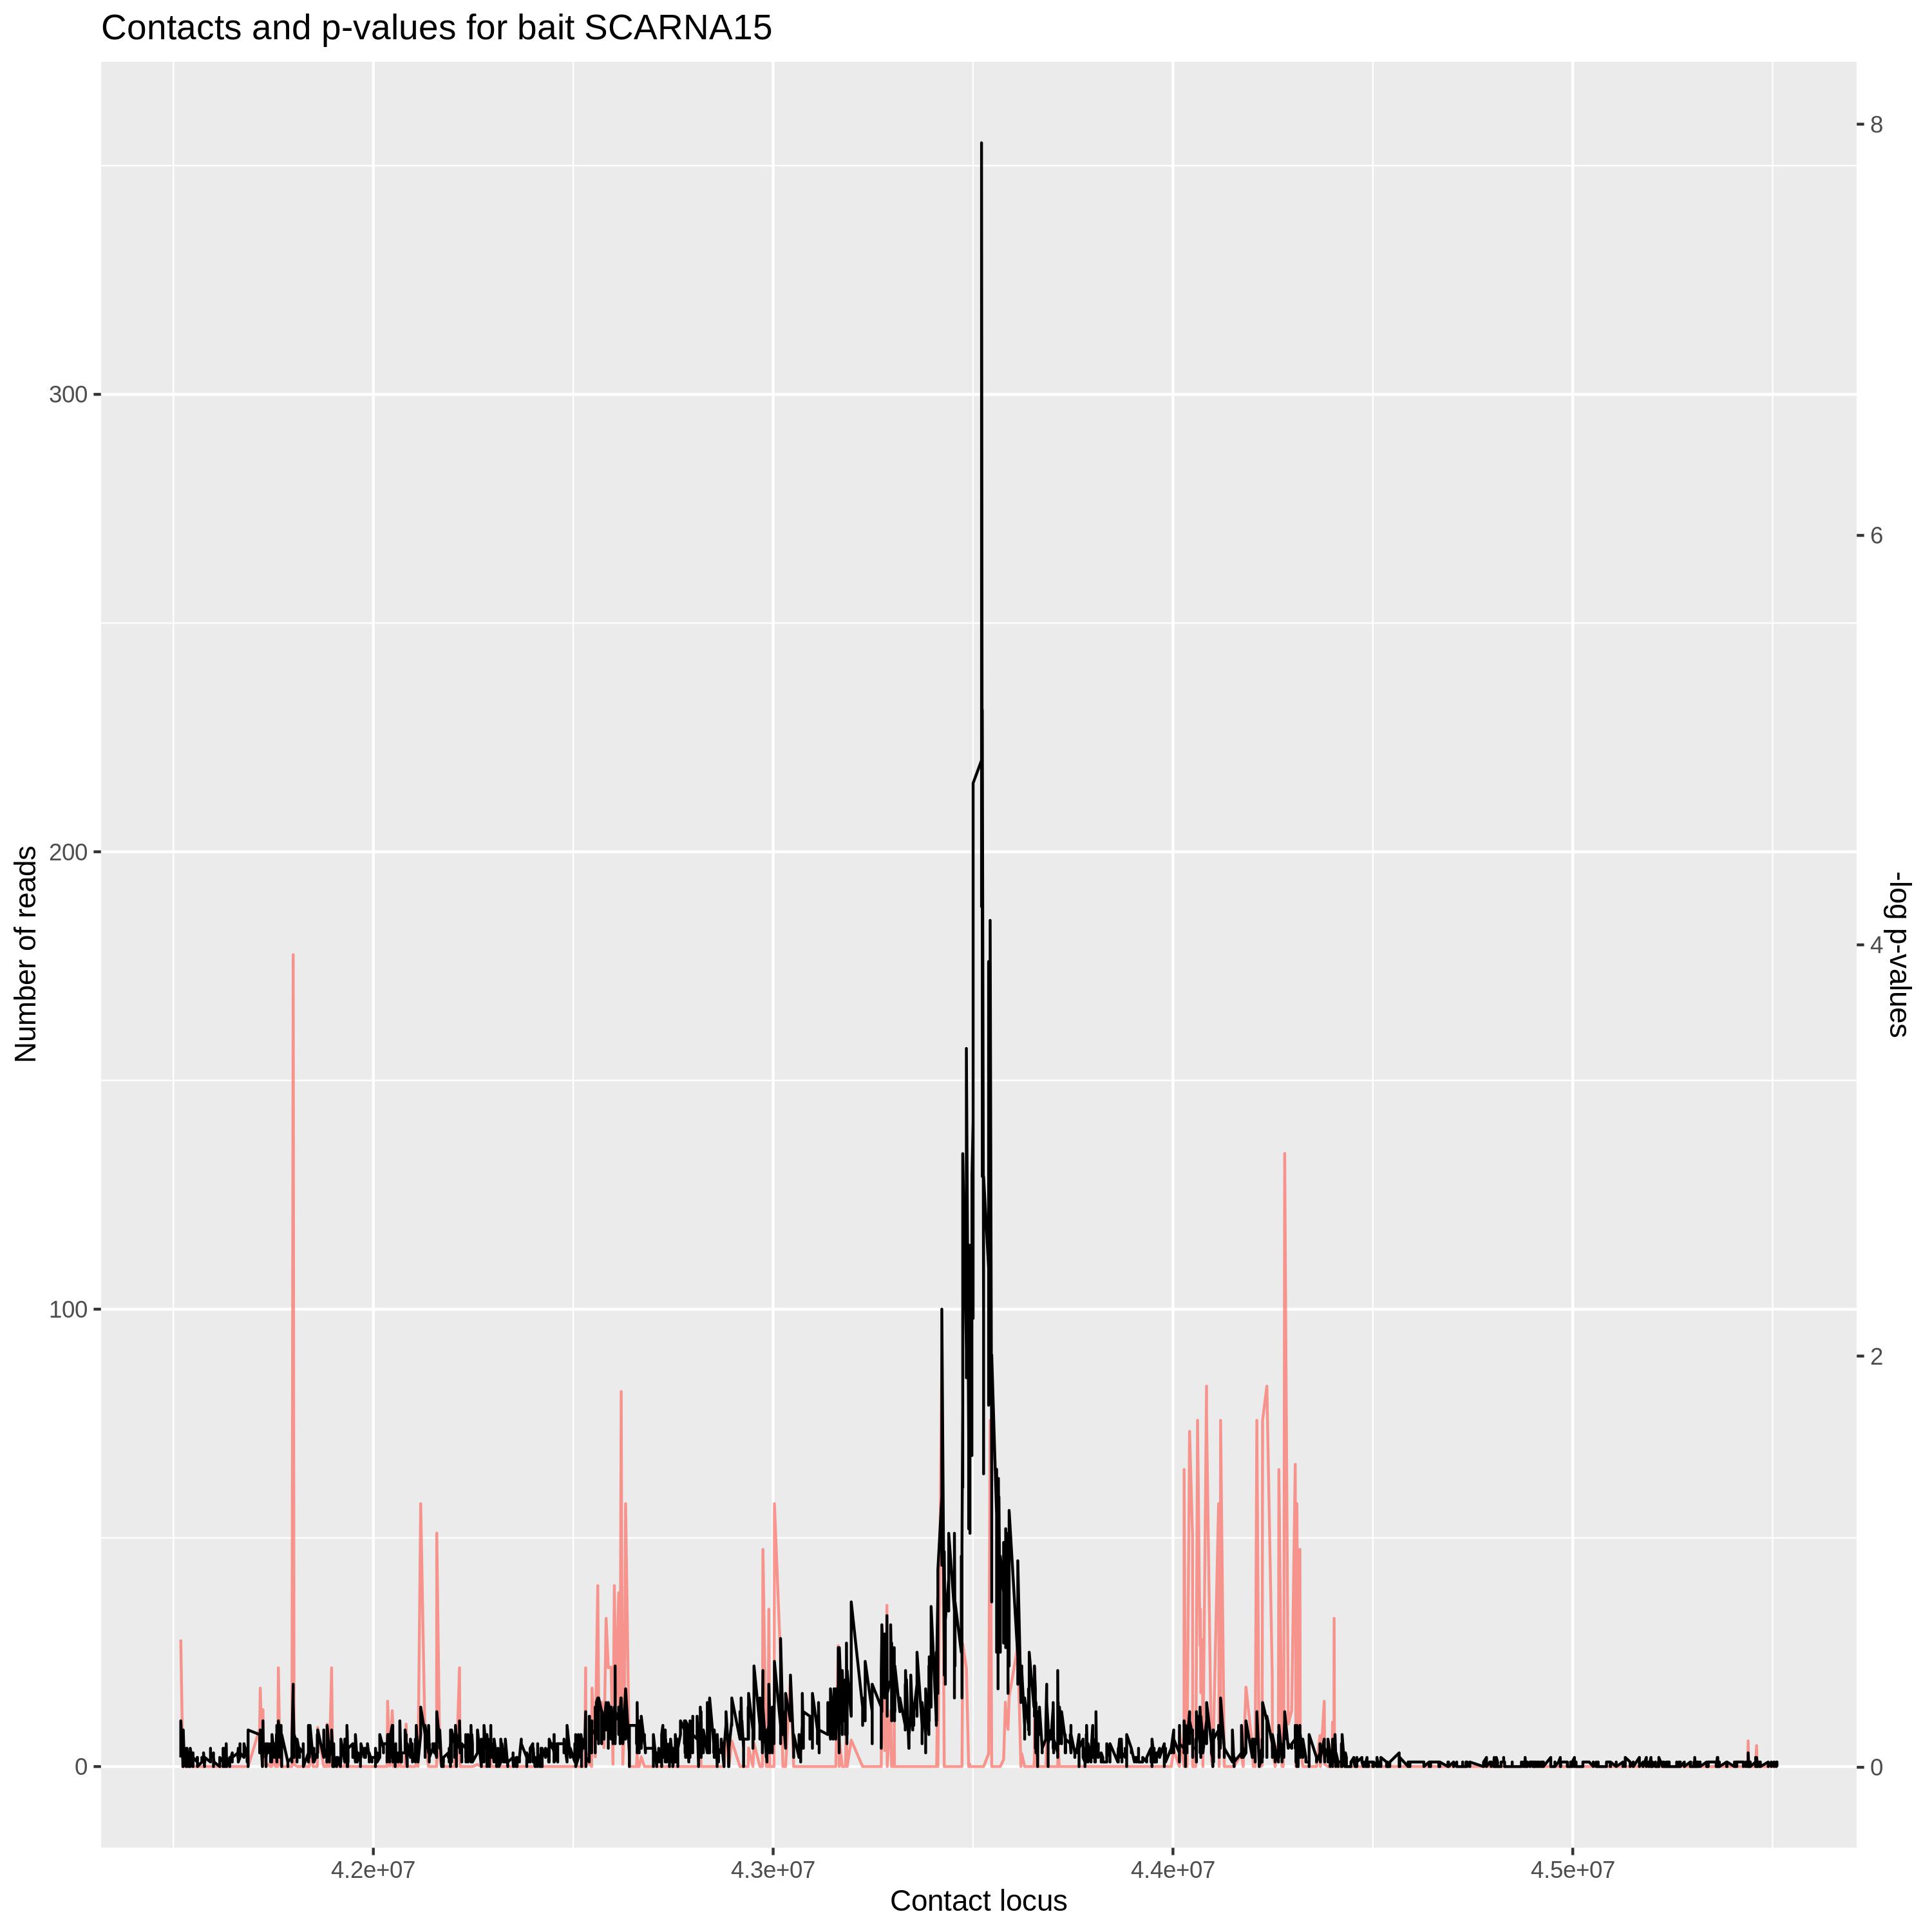 Contacts and p-values for bait SCARNA15
8
6
4
2
0
-log p-values
300
200
100
0
Number of reads
4.2e+07
4.3e+07
4.4e+07
4.5e+07
Contact locus